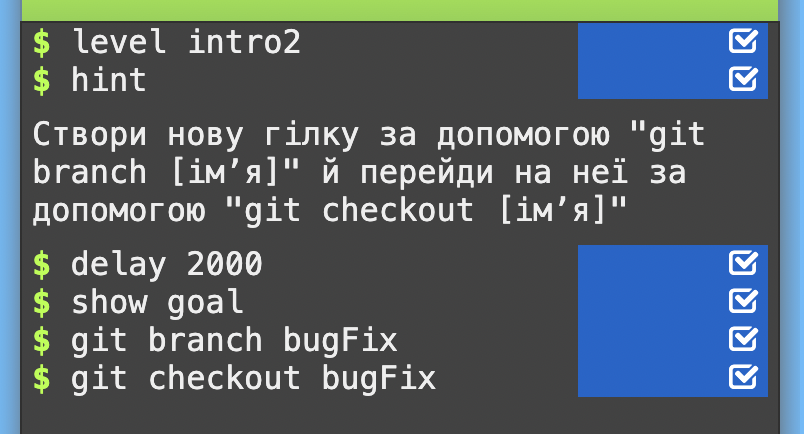 $ level intro2
$ hint
Створи нову гілку за допомогою "git
branch [ім’я]" й перейди на неї за
допомогою "git checkout [ім’я]"
$ delay 2000
$ show goal
$ git branch bugFix
$ git checkout bugFix